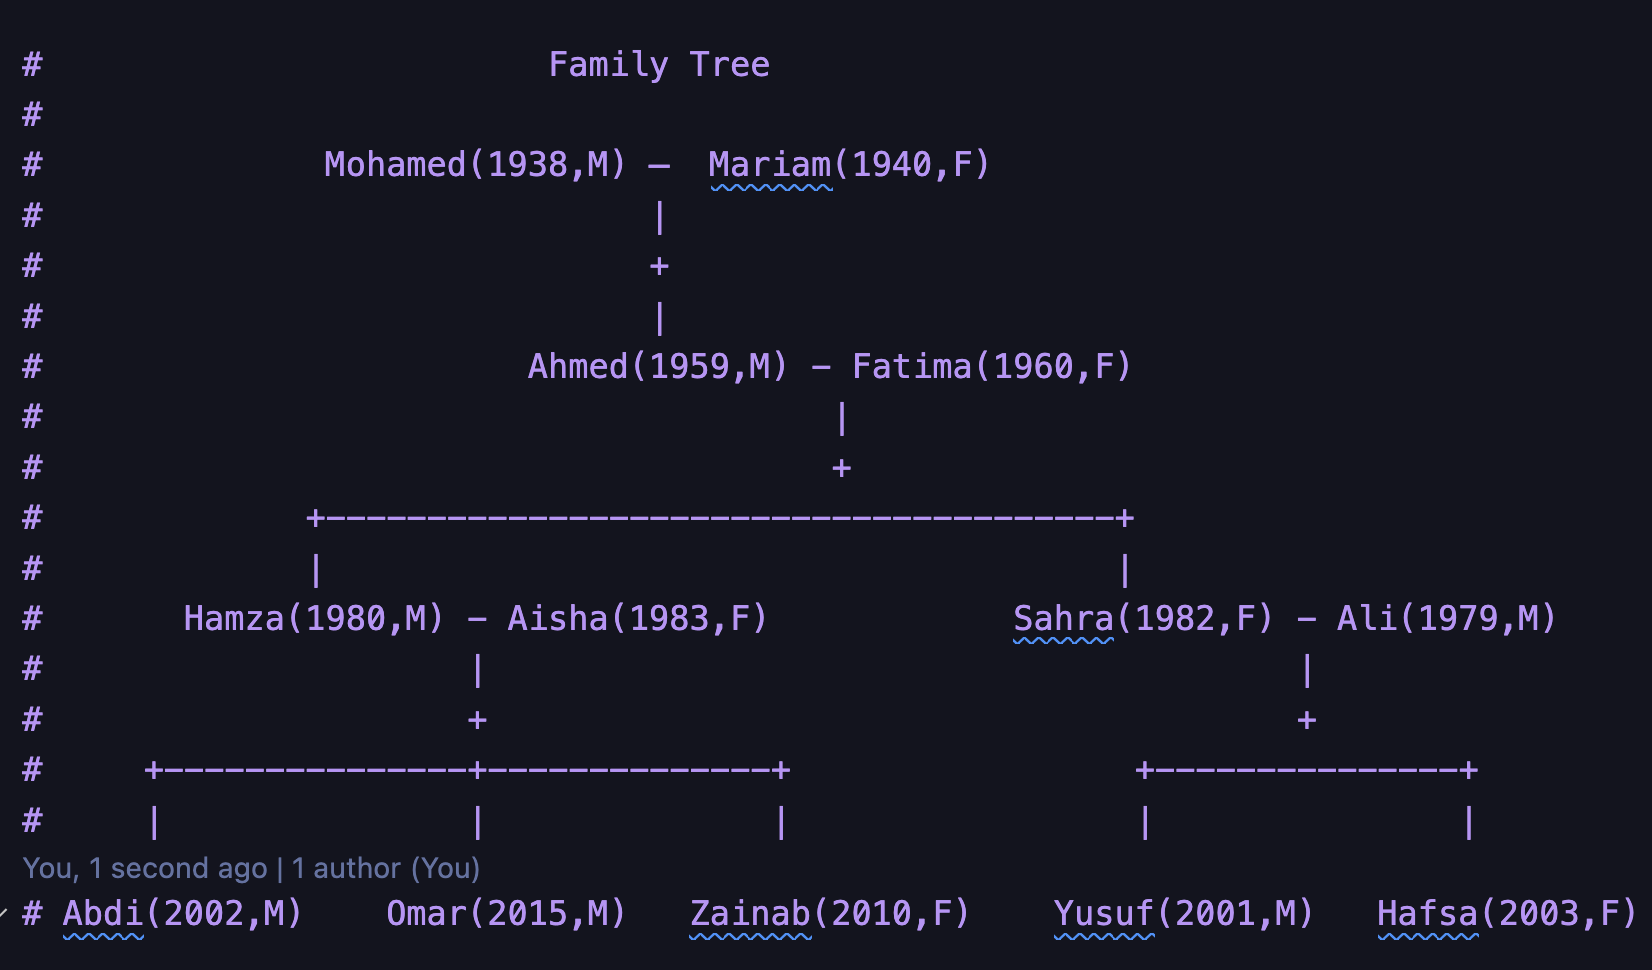 #                         Family Tree
#
#              Mohamed(1938,M) —  Mariam(1940,F)
#                              |
#                              +
#                              |
#                        Ahmed(1959,M) - Fatima(1960,F)
#                                       |
#                                       +
#             +---------------------------------------+
#             |                                       |
#       Hamza(1980,M) - Aisha(1983,F)            Sahra(1982,F) - Ali(1979,M)
#                     |                                        |
#                     +                                        +
#     +---------------+--------------+                 +---------------+
#     |               |              |                 |               |
You, 1 second ago | 1 author (You)
# Abdi(2002,M)    Omar(2015,M)   Zainab(2010,F)    Yusuf(2001,M)   Hafsa(2003,F)